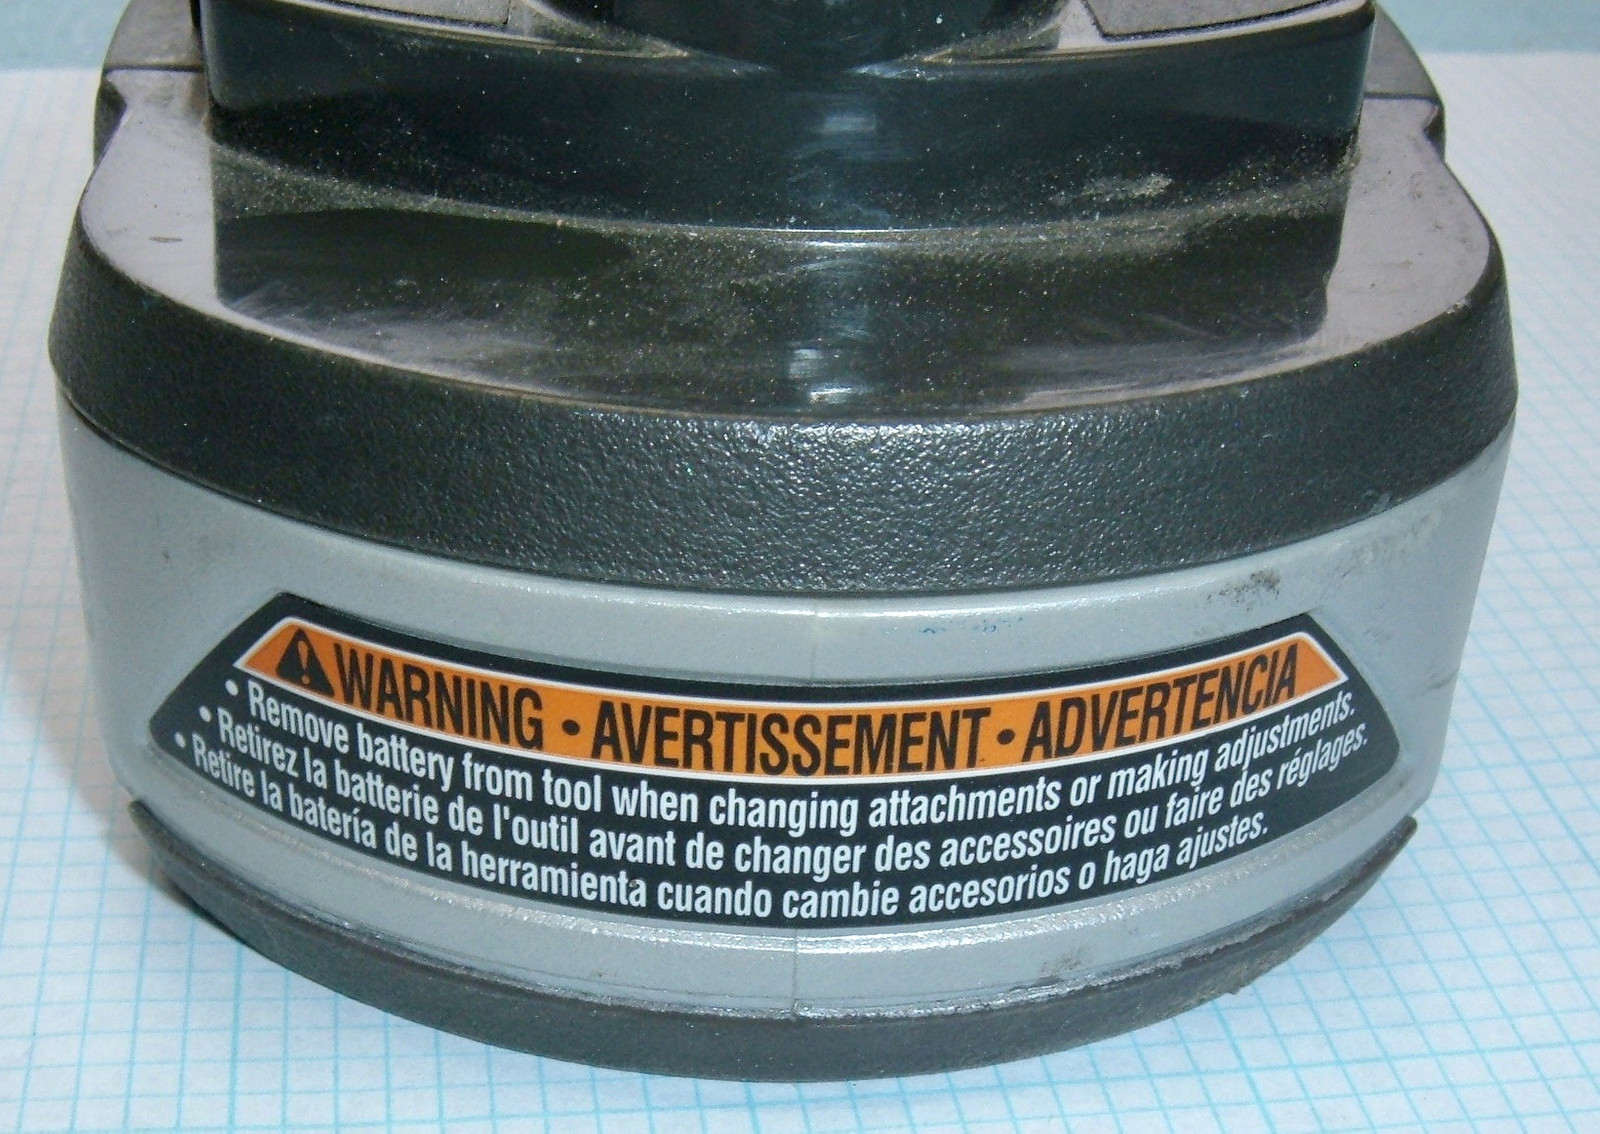 WARNING • AVERTISSEMENT • ADVERTENCIA
• Remove battery from tool when changing attachments or making adjustments.
• Retirez la batterie de l'outil avant de changer des accessoires ou faire des réglages.
• Retire la batería de la herramienta cuando cambie accesorios o haga ajustes.